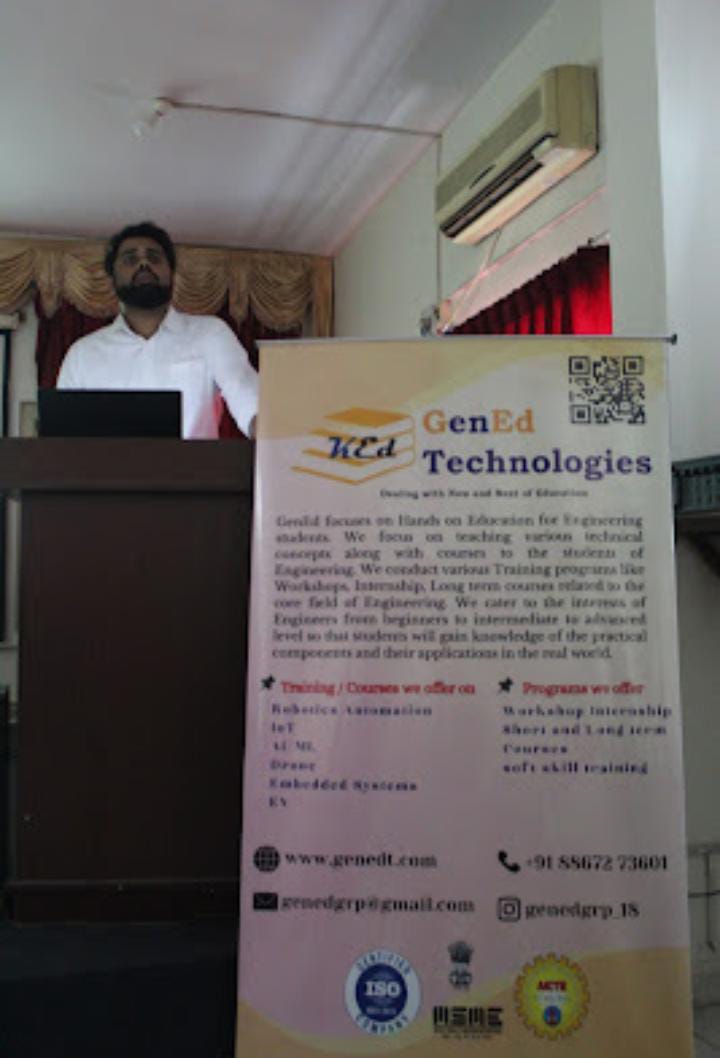 KEd
GenEd
Technologies
Dealing with New and Next of Education
GenEd focuses on Hands on Education for Engineering
students. We focus on teaching various technical
concepts along with courses to the students of
Engineering. We conduct various Training programs like
Workshops, Internship, Long term courses related to the
core field of Engineering. We cater to the interests of
Engineers from beginners to intermediate to advanced
level so that students will gain knowledge of the practical
components and their applications in the real world.
Training / Courses we offer on
Robotics Automation
IoT
AI ML
Drone
Embedded Systems
EV
Programs we offer
Workshop Internship
Short and Long term
Courses
soft skill training
www.genedt.com
+91 88672 73601
genedgrp@gmail.com
genedgrp_18
CERTIFIED
ISO
COMPANY
MSME
AICTE